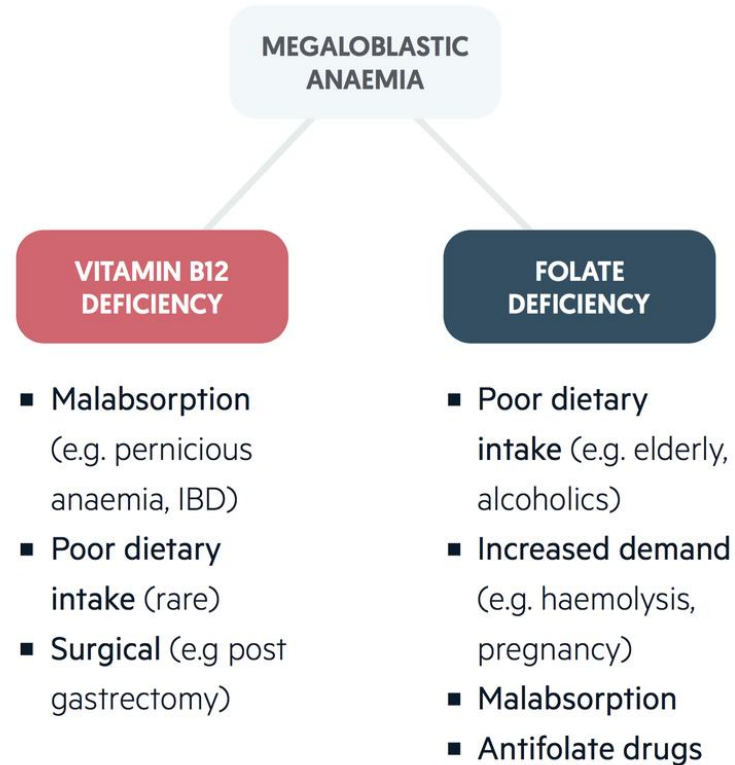 MEGALOBLASTIC
ANAEMIA
VITAMIN B12
DEFICIENCY
■ Malabsorption
(e.g. pernicious
anaemia, IBD)
■ Poor dietary
intake (rare)
■ Surgical (e.g post
gastrectomy)
FOLATE
DEFICIENCY
■ Poor dietary
intake (e.g. elderly,
alcoholics)
■ Increased demand
(e.g. haemolysis,
pregnancy)
■ Malabsorption
■ Antifolate drugs